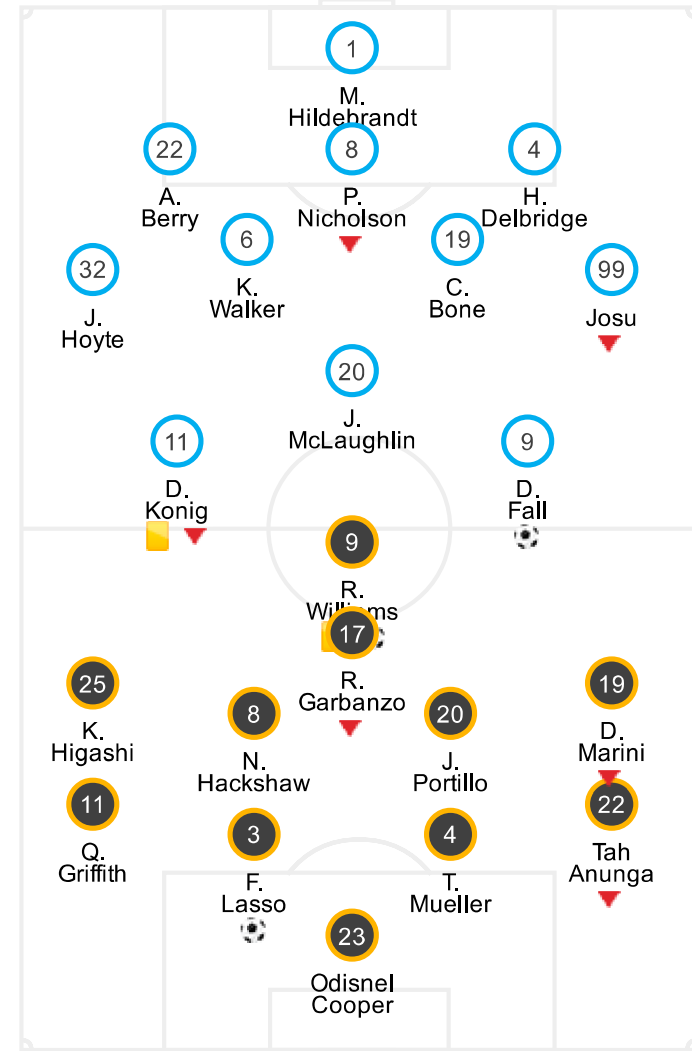 1
M.
Hildebrandt
22
8
4
A.
Berry
P.
Nicholson
H.
Delbridge
6
19
32
99
K.
Walker
C.
Bone
J.
Hoyte
Josu
20
J.
McLaughlin
11
9
D.
Konig
D.
Fall
9
R.
Williams
17
R.
Garbanzo
25
19
8
20
K.
Higashi
D.
Marini
N.
Hackshaw
J.
Portillo
11
22
3
4
Q.
Griffith
Tah
Anunga
F.
Lasso
T.
Mueller
23
Odisnel
Cooper